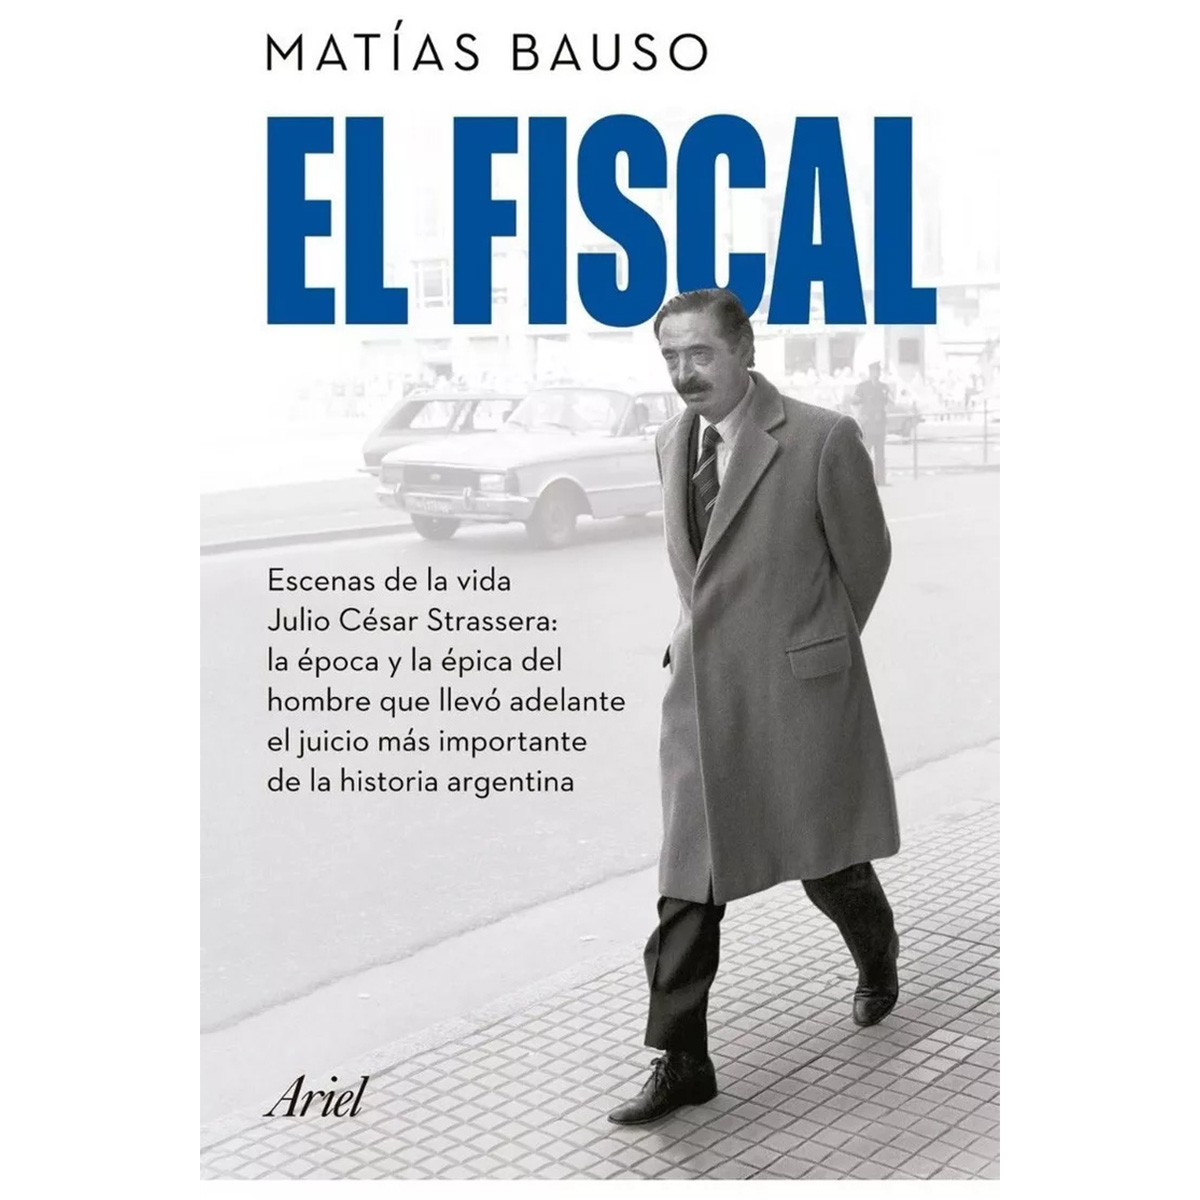 MATÍAS BAUSO
EL FISCAL
Escenas de la vida
Julio César Strassera:
la época y la épica del
hombre que llevó adelante
el juicio más importante
de la historia argentina
Ariel